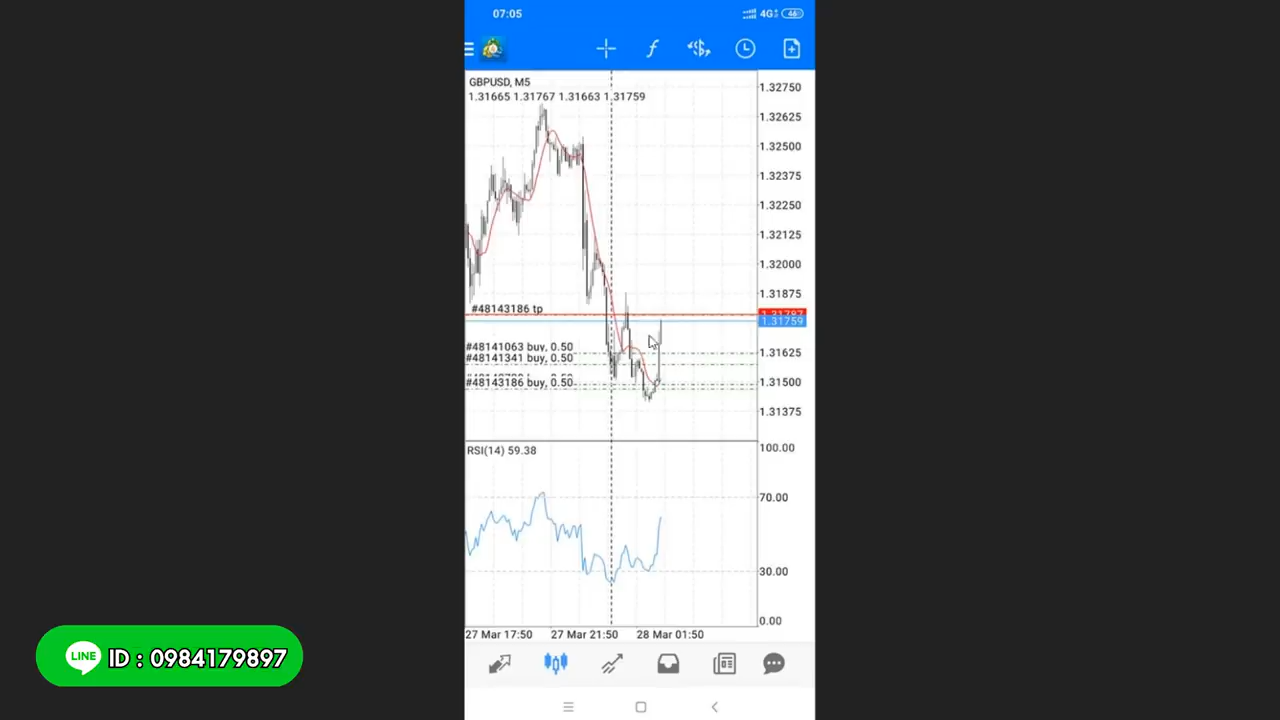 07:05
4G
46
GBPUSD, M5
1.31665 1.31767 1.31663 1.31759
1.32750
1.32625
1.32500
1.32375
1.32250
1.32125
1.32000
1.31875
#48143186 tp
1.31787
1.31759
#48141063 buy, 0.50
1.31625
#48141341 buy, 0.50
#48143186 buy, 0.50
1.31500
1.31375
RSI(14) 59.38
100.00
70.00
30.00
0.00
27 Mar 17:50
27 Mar 21:50
28 Mar 01:50
LINE
ID : 0984179897